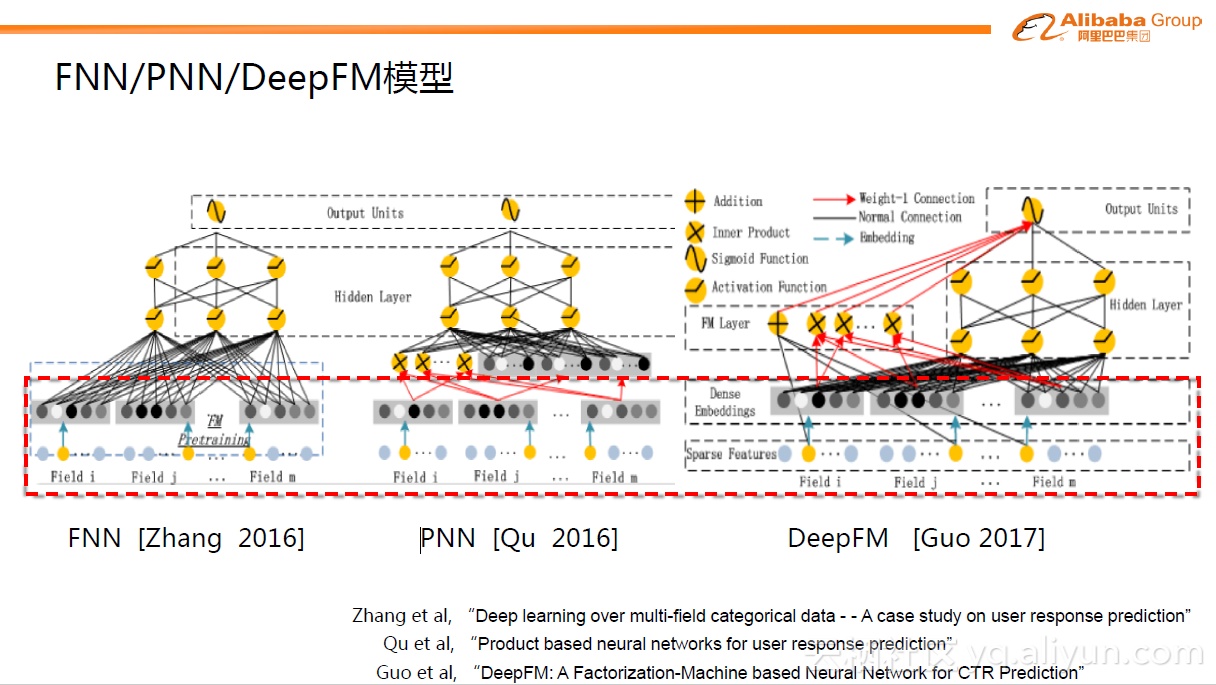 Alibaba Group
阿里巴巴集团
FNN/PNN/DeepFM模型
Output Units
Hidden Layer
FM
Pretraining
Field i
Field j
...
Field m
Field i
Field j
...
Field m
Addition
Inner Product
Sigmoid Function
Activation Function
Weight-1 Connection
Normal Connection
Embedding
Output Units
Hidden Layer
FM Layer
Dense
Embeddings
Sparse Features
Field i
Field j
...
Field m
FNN [Zhang 2016]
PNN [Qu 2016]
DeepFM [Guo 2017]
Zhang et al, “Deep learning over multi-field categorical data - - A case study on user response prediction”
Qu et al, “Product based neural networks for user response prediction”
Guo et al, “DeepFM: A Factorization-Machine based Neural Network for CTR Prediction”
云栖社区 yq.aliyun.com